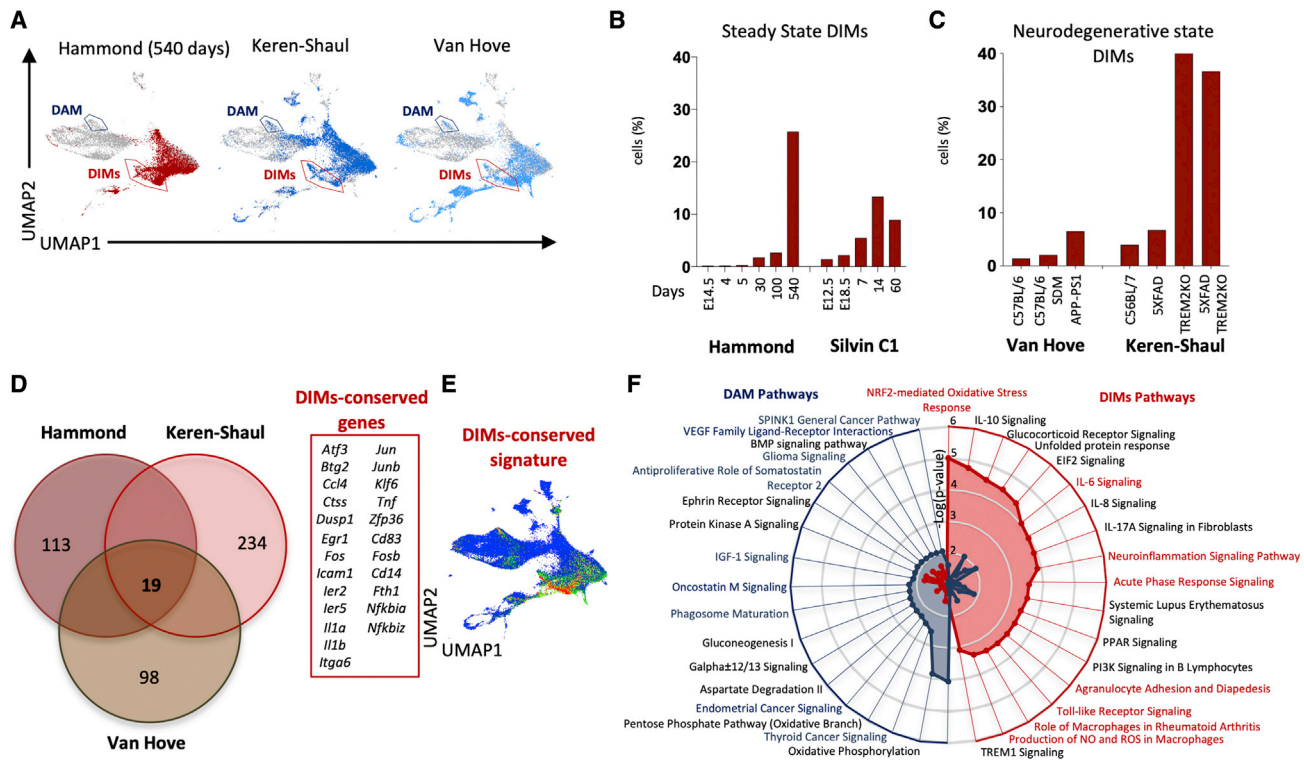 A
Hammond (540 days)
Keren-Shaul
Van Hove
DAM
DAM
DAM
DIMs
DIMs
DIMs
UMAP2
UMAP1
B
Steady State DIMs
cells (%)
40
30
20
10
0
Days
E14.5
4
5
30
100
540
E12.5
E18.5
7
14
60
Hammond
Silvin C1
C
Neurodegenerative state
DIMs
cells (%)
40
30
20
10
0
C57BL/6
C57BL/6
SDM
APP-PS1
C56BL/7
5XFAD
TREM2KO
5XFAD
TREM2KO
Van Hove
Keren-Shaul
D
Hammond
Keren-Shaul
113
234
19
98
Van Hove
DIMs-conserved
genes
Atf3 Jun
Btg2 Junb
Ccl4 Klf6
Ctss Tnf
Dusp1 Zfp36
Egr1 Cd83
Fos Fosb
Icam1 Cd14
Ier2 Fth1
Ier5 Nfkbia
Il1a Nfkbiz
Il1b
Itga6
E
DIMs-conserved
signature
UMAP2
UMAP1
F
DAM Pathways
NRF2-mediated Oxidative Stress
Response
DIMs Pathways
SPINK1 General Cancer Pathway
VEGF Family Ligand-Receptor Interactions
BMP signaling pathway
Glioma Signaling
Antiproliferative Role of Somatostatin
Receptor 2
Ephrin Receptor Signaling
Protein Kinase A Signaling
IGF-1 Signaling
Oncostatin M Signaling
Phagosome Maturation
Gluconeogenesis I
Galpha±12/13 Signaling
Aspartate Degradation II
Endometrial Cancer Signaling
Pentose Phosphate Pathway (Oxidative Branch)
Thyroid Cancer Signaling
Oxidative Phosphorylation
6
5
4
3
2
-Log(p-value)
IL-10 Signaling
Glucocorticoid Receptor Signaling
Unfolded protein response
EIF2 Signaling
IL-6 Signaling
IL-8 Signaling
IL-17A Signaling in Fibroblasts
Neuroinflammation Signaling Pathway
Acute Phase Response Signaling
Systemic Lupus Erythematosus
Signaling
PPAR Signaling
PI3K Signaling in B Lymphocytes
Agranulocyte Adhesion and Diapedesis
Toll-like Receptor Signaling
Role of Macrophages in Rheumatoid Arthritis
Production of NO and ROS in Macrophages
TREM1 Signaling